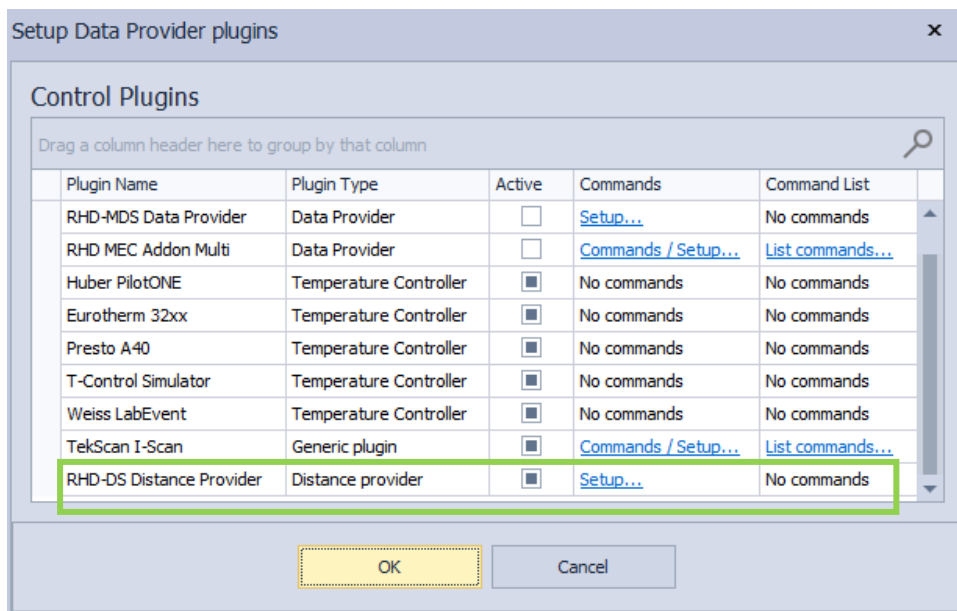 Setup Data Provider plugins
Control Plugins
Drag a column header here to group by that column
Plugin Name Plugin Type Active Commands Command List
RHD-MDS Data Provider Data Provider Setup... No commands
RHD MEC Addon Multi Data Provider Commands / Setup... List commands...
Huber PilotONE Temperature Controller No commands No commands
Eurotherm 32xx Temperature Controller No commands No commands
Presto A40 Temperature Controller No commands No commands
T-Control Simulator Temperature Controller No commands No commands
Weiss LabEvent Temperature Controller No commands No commands
TekScan I-Scan Generic plugin Commands / Setup... List commands...
RHD-DS Distance Provider Distance provider Setup... No commands
OK Cancel